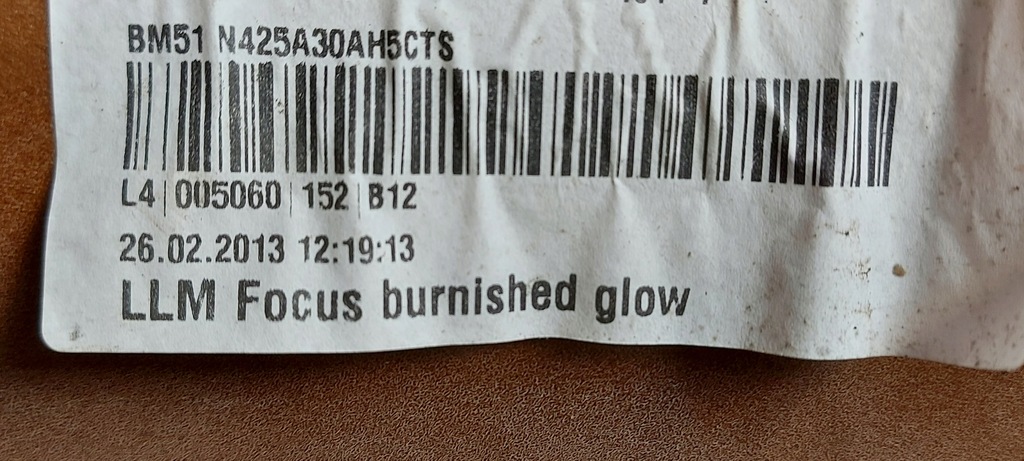 BM51 N425A30AH5CTS
L4 | 005060 | 152 | B12
26.02.2013 12:19:13
LLM Focus burnished glow